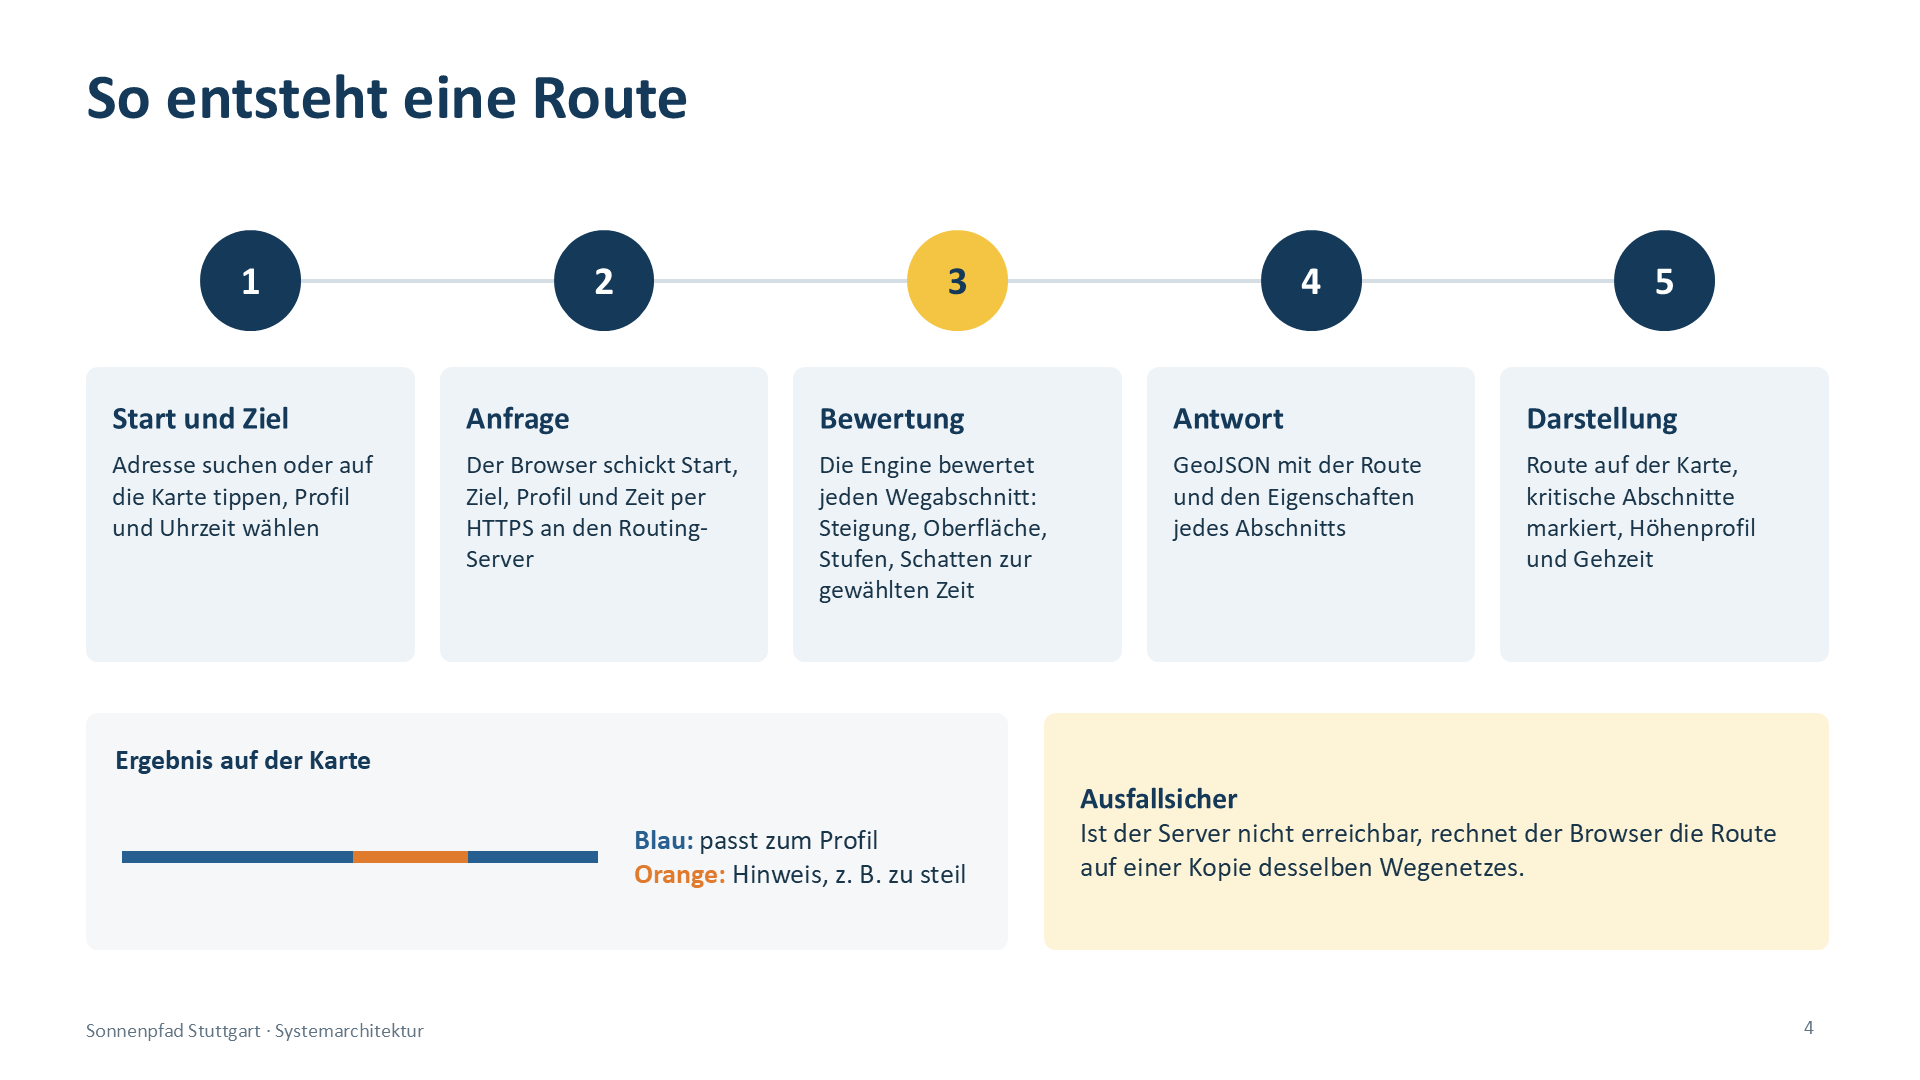 So entsteht eine Route
1
2
3
4
5
Start und Ziel
Adresse suchen oder auf
die Karte tippen, Profil
und Uhrzeit wählen
Anfrage
Der Browser schickt Start,
Ziel, Profil und Zeit per
HTTPS an den Routing-
Server
Bewertung
Die Engine bewertet
jeden Wegabschnitt:
Steigung, Oberfläche,
Stufen, Schatten zur
gewählten Zeit
Antwort
GeoJSON mit der Route
und den Eigenschaften
jedes Abschnitts
Darstellung
Route auf der Karte,
kritische Abschnitte
markiert, Höhenprofil
und Gehzeit
Ergebnis auf der Karte
Blau: passt zum Profil
Orange: Hinweis, z. B. zu steil
Ausfallsicher
Ist der Server nicht erreichbar, rechnet der Browser die Route
auf einer Kopie desselben Wegenetzes.
Sonnenpfad Stuttgart · Systemarchitektur
4